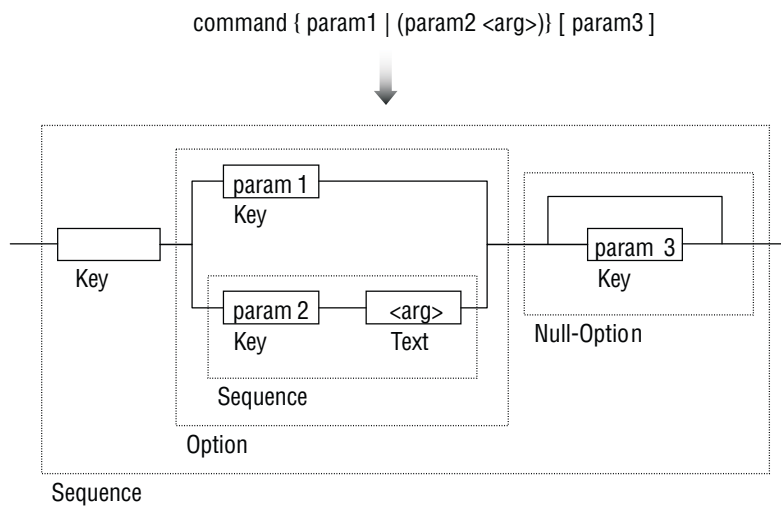 command { param1 | (param2 <arg>)} [ param3 ]
param 1
Key
Key
param 2
<arg>
Key
Text
Sequence
Option
param 3
Key
Null-Option
Sequence